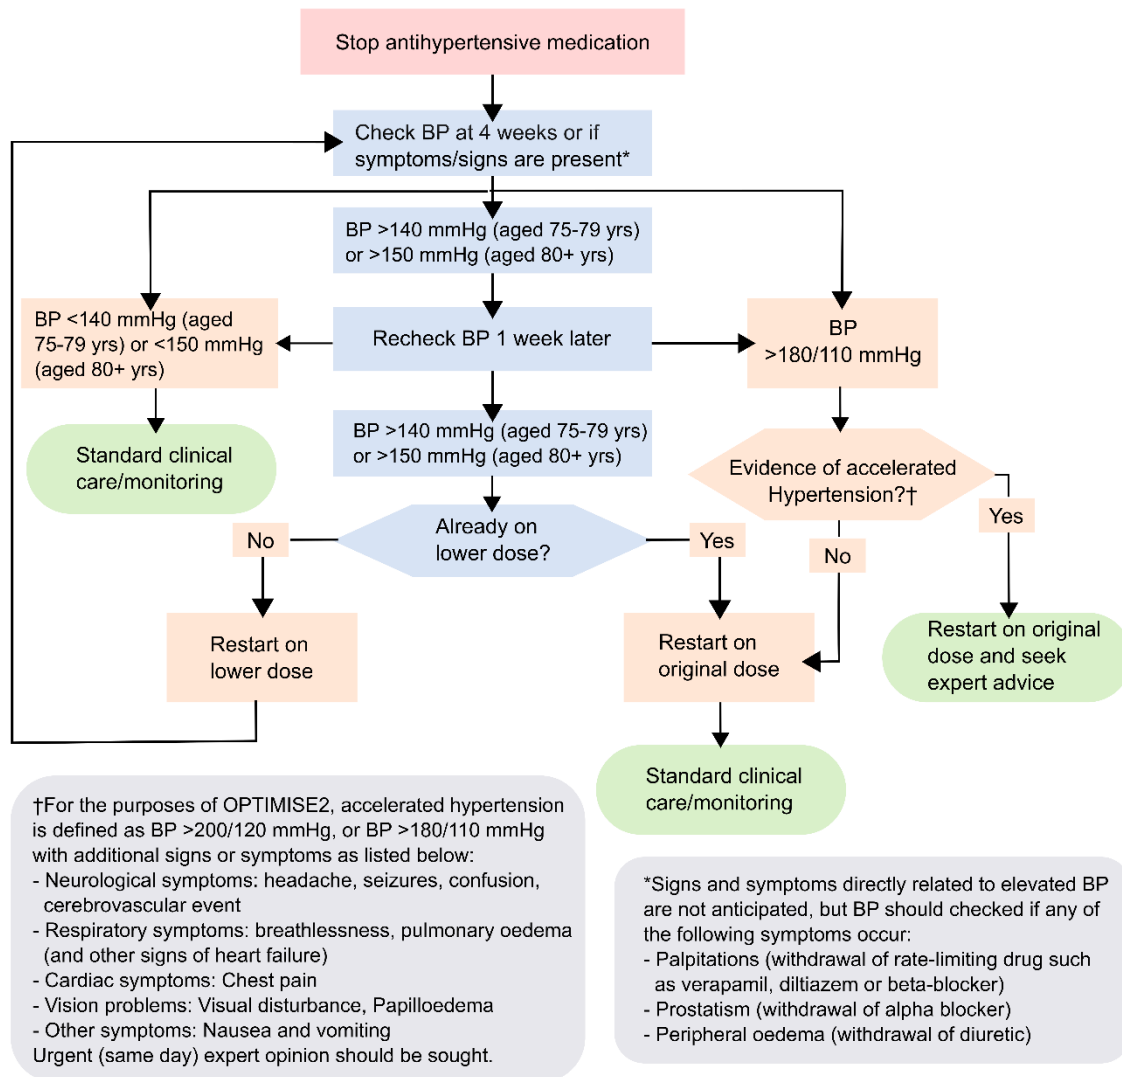 Stop antihypertensive medication
Check BP at 4 weeks or if
symptoms/signs are present*
BP >140 mmHg (aged 75-79 yrs)
or >150 mmHg (aged 80+ yrs)
BP <140 mmHg (aged
75-79 yrs) or <150 mmHg
(aged 80+ yrs)
Recheck BP 1 week later
BP
>180/110 mmHg
Standard clinical
care/monitoring
BP >140 mmHg (aged 75-79 yrs)
or >150 mmHg (aged 80+ yrs)
Evidence of accelerated
Hypertension?†
No
Already on
lower dose?
Yes
No
Yes
Restart on
lower dose
Restart on
original dose
Restart on original
dose and seek
expert advice
Standard clinical
care/monitoring
†For the purposes of OPTIMISE2, accelerated hypertension
is defined as BP >200/120 mmHg, or BP >180/110 mmHg
with additional signs or symptoms as listed below:
- Neurological symptoms: headache, seizures, confusion,
cerebrovascular event
- Respiratory symptoms: breathlessness, pulmonary oedema
(and other signs of heart failure)
- Cardiac symptoms: Chest pain
- Vision problems: Visual disturbance, Papilloedema
- Other symptoms: Nausea and vomiting
Urgent (same day) expert opinion should be sought.
*Signs and symptoms directly related to elevated BP
are not anticipated, but BP should checked if any of
the following symptoms occur:
- Palpitations (withdrawal of rate-limiting drug such
as verapamil, diltiazem or beta-blocker)
- Prostatism (withdrawal of alpha blocker)
- Peripheral oedema (withdrawal of diuretic)